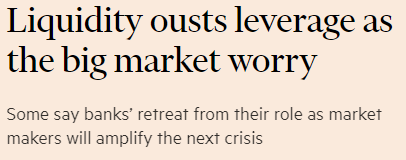 Liquidity ousts leverage as
the big market worry
Some say banks’ retreat from their role as market
makers will amplify the next crisis